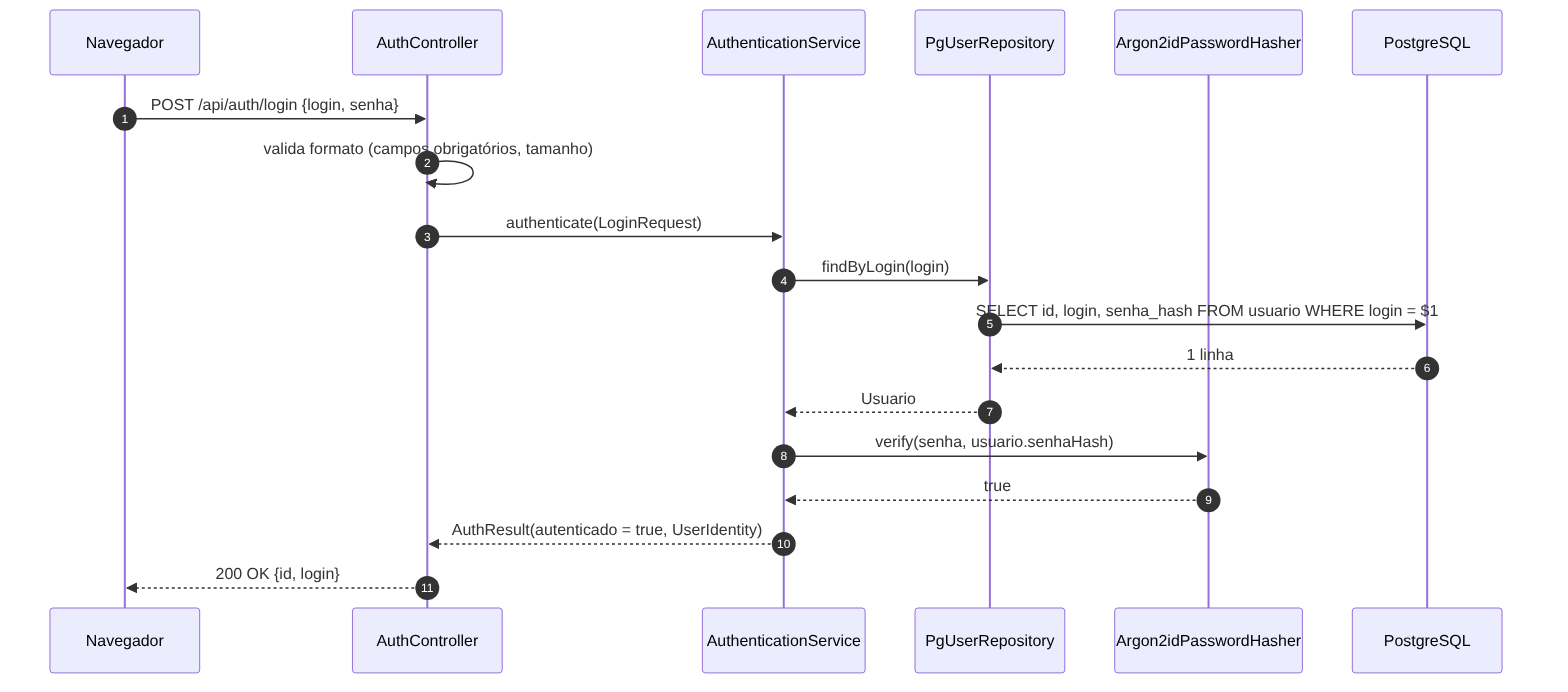 Navegador
AuthController
AuthenticationService
PgUserRepository
Argon2idPasswordHasher
PostgreSQL
1
POST /api/auth/login {login, senha}
valida formato (campos obrigatórios, tamanho)
2
3
authenticate(LoginRequest)
4
findByLogin(login)
SELECT id, login, senha_hash FROM usuario WHERE login = $1
5
1 linha
6
Usuario
7
8
verify(senha, usuario.senhaHash)
true
9
AuthResult(autenticado = true, UserIdentity)
10
200 OK {id, login}
11
Navegador
AuthController
AuthenticationService
PgUserRepository
Argon2idPasswordHasher
PostgreSQL